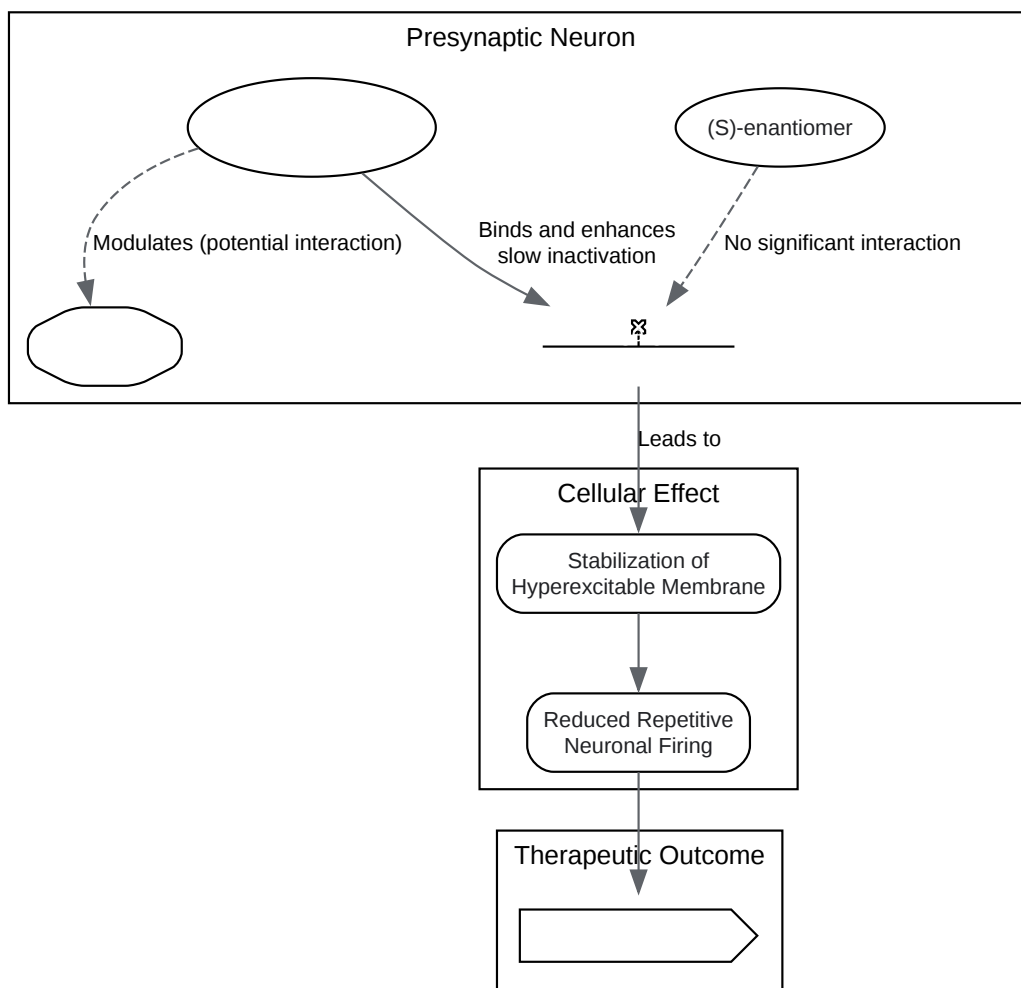 Presynaptic Neuron
(S)-enantiomer
Modulates (potential interaction)
Binds and enhances
slow inactivation
No significant interaction
Leads to
Cellular Effect
Stabilization of
Hyperexcitable Membrane
Reduced Repetitive
Neuronal Firing
Therapeutic Outcome